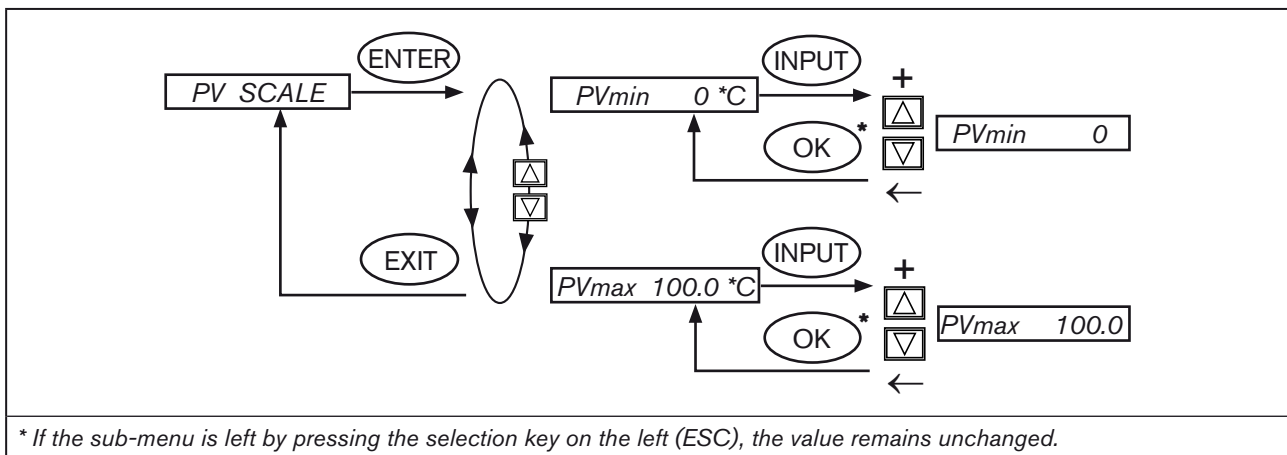 ENTER
PV SCALE
EXIT
PVmin 0 *C
INPUT
+
OK *
←
PVmin 0
PVmax 100.0 *C
INPUT
+
OK *
←
PVmax 100.0
* If the sub-menu is left by pressing the selection key on the left (ESC), the value remains unchanged.